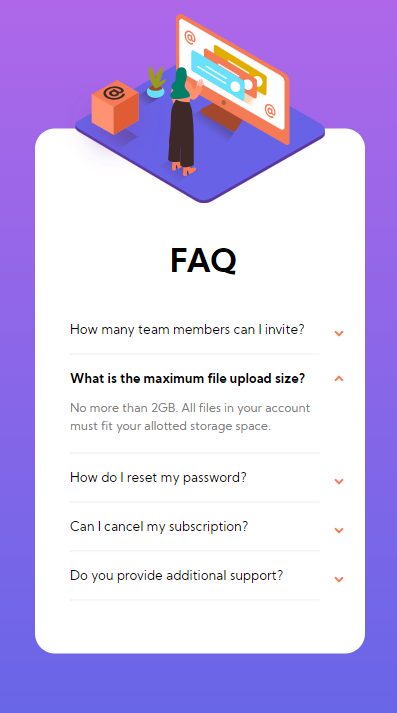 @
@
@
FAQ
How many team members can I invite?
What is the maximum file upload size?
No more than 2GB. All files in your account
must fit your allotted storage space.
How do I reset my password?
Can I cancel my subscription?
Do you provide additional support?